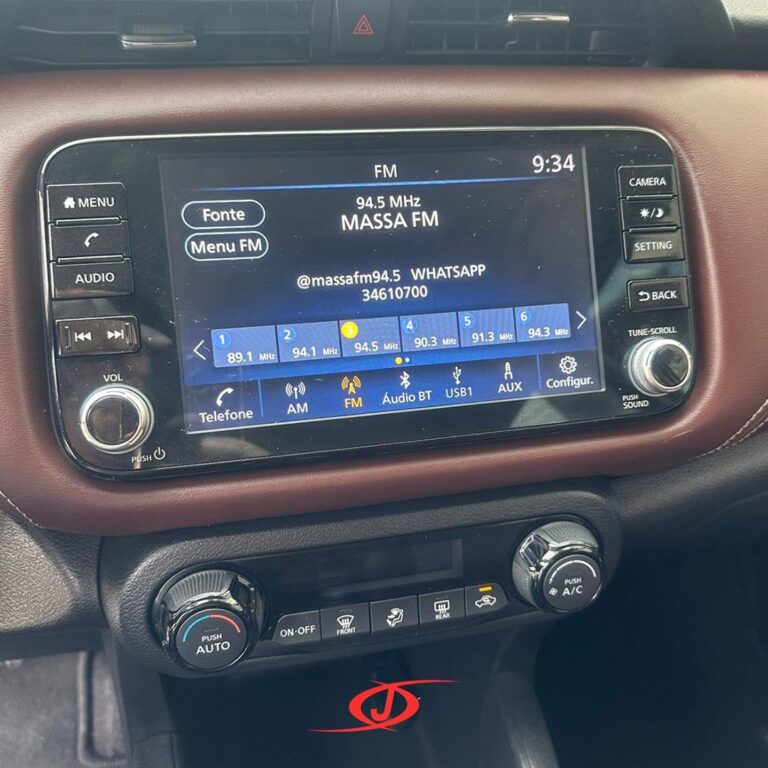 FM
9:34
94.5 MHz
MASSA FM
Fonte
Menu FM
@massafm94.5 WHATSAPP
34610700
1 89.1 MHz
2 94.1 MHz
3 94.5 MHz
4 90.3 MHz
5 91.3 MHz
6 94.3 MHz
Telefone
AM
FM
Áudio BT
USB1
AUX
Configur.
MENU
AUDIO
VOL
PUSH
CAMERA
SETTING
BACK
TUNE-SCROLL
PUSH
SOUND
PUSH
AUTO
ON·OFF
FRONT
REAR
PUSH
A/C
J